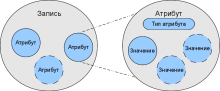 Запись
Атрибут
Атрибут
Атрибут
Атрибут
Тип атрибута
Значение
Значение
Значение